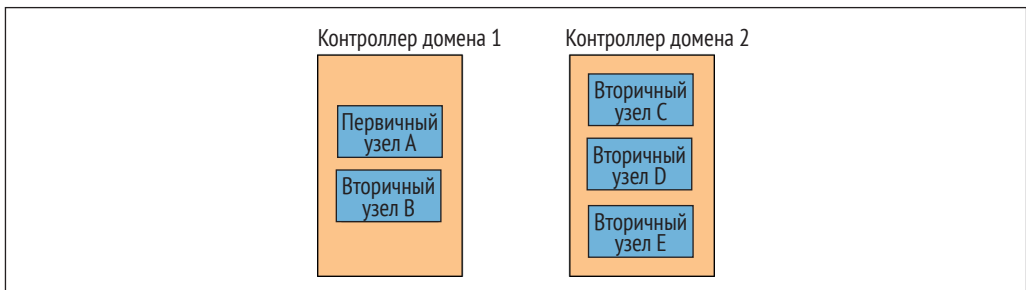 Контроллер домена 1
Контроллер домена 2
Первичный
узел A
Вторичный
узел B
Вторичный
узел C
Вторичный
узел D
Вторичный
узел E